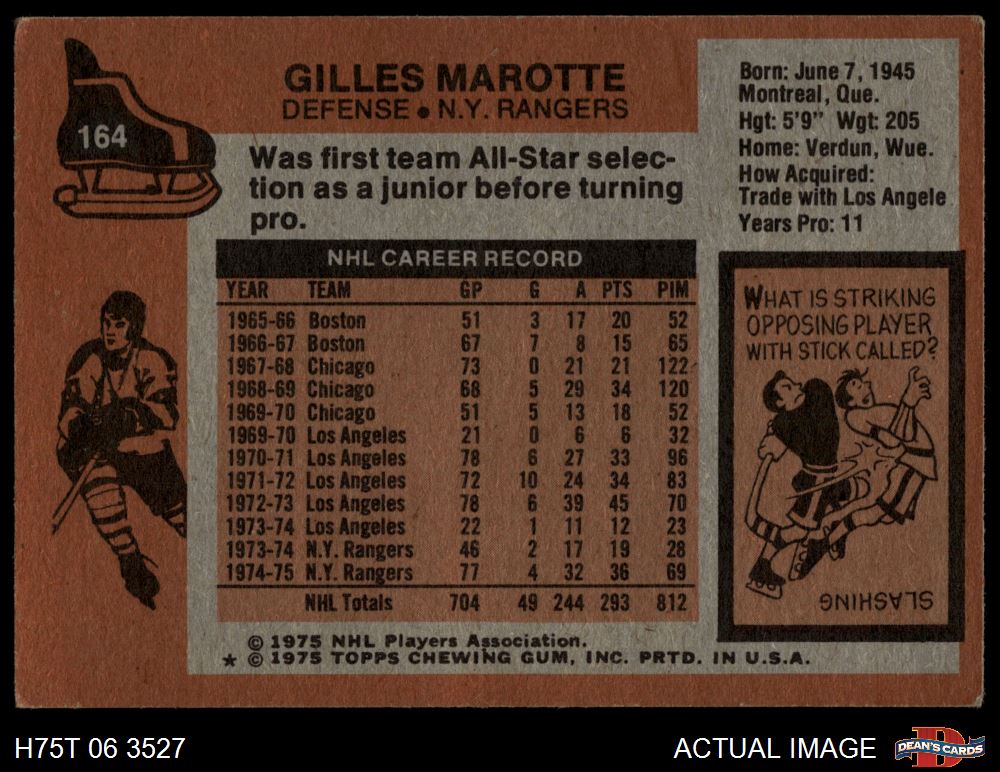 164
GILLES MAROTTE
DEFENSE • N.Y. RANGERS
Was first team All-Star selec-
tion as a junior before turning
pro.
Born: June 7, 1945
Montreal, Que.
Hgt: 5'9" Wgt: 205
Home: Verdun, Wue.
How Acquired:
Trade with Los Angele
Years Pro: 11
NHL CAREER RECORD
YEAR TEAM GP G A PTS PIM
1965-66 Boston 51 3 17 20 52
1966-67 Boston 67 7 8 15 65
1967-68 Chicago 73 0 21 21 122
1968-69 Chicago 68 5 29 34 120
1969-70 Chicago 51 5 13 18 52
1969-70 Los Angeles 21 0 6 6 32
1970-71 Los Angeles 78 6 27 33 96
1971-72 Los Angeles 72 10 24 34 83
1972-73 Los Angeles 78 6 39 45 70
1973-74 Los Angeles 22 1 11 12 23
1973-74 N.Y. Rangers 46 2 17 19 28
1974-75 N.Y. Rangers 77 4 32 36 69
NHL Totals 704 49 244 293 812
WHAT IS STRIKING
OPPOSING PLAYER
WITH STICK CALLED?
SLASHING
© 1975 NHL Players Association.
★ © 1975 TOPPS CHEWING GUM, INC. PRTD. IN U.S.A.
H75T 06 3527
ACTUAL IMAGE
DEAN'S CARDS